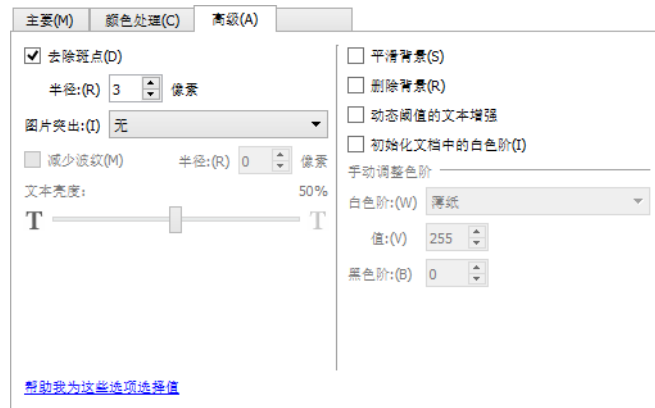 主要(M) 颜色处理(C) 高级(A)
去除斑点(D)
半径:(R) 3 像素
图片突出:(I) 无
减少波纹(M) 半径:(R) 0 像素
文本亮度: 50%
T T
帮助我为这些选项选择值
平滑背景(S)
删除背景(R)
动态阈值的文本增强
初始化文档中的白色阶(I)
手动调整色阶
白色阶:(W) 薄纸
值:(V) 255
黑色阶:(B) 0